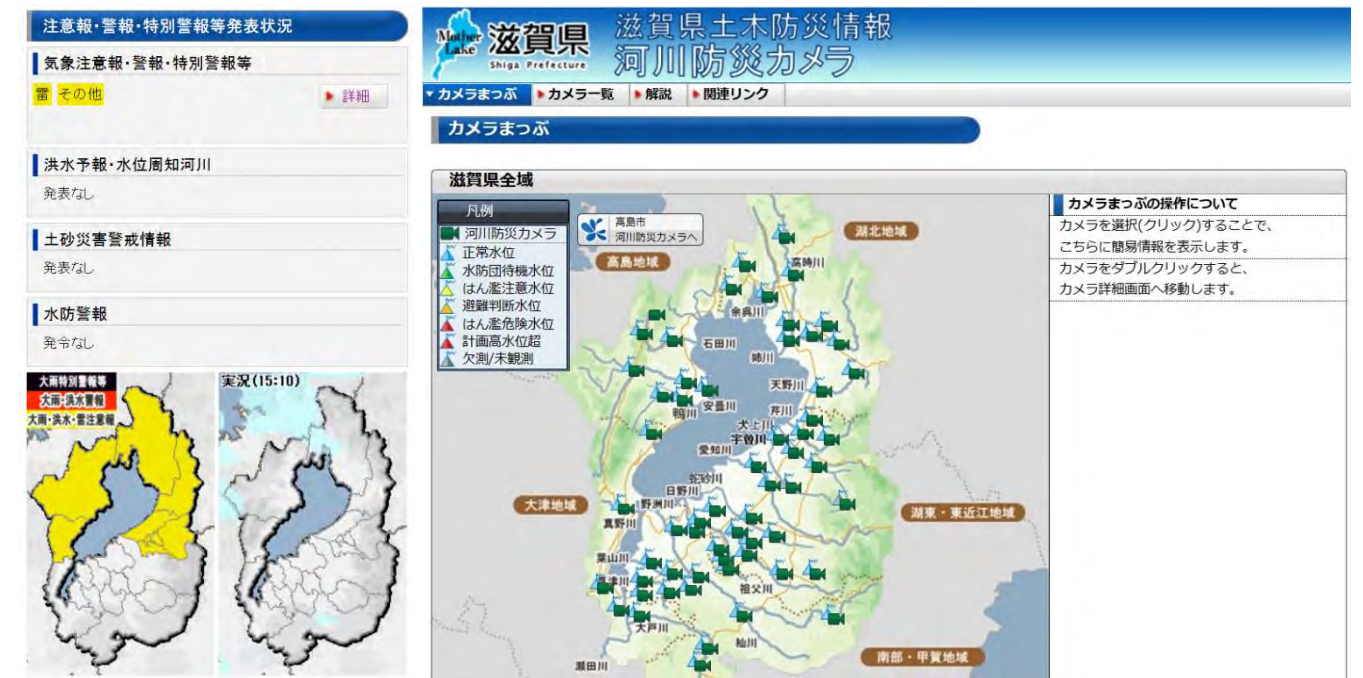 注意報・警報・特別警報等発表状況
気象注意報・警報・特別警報等
雷 その他
詳細
洪水予報・水位周知河川
発表なし
土砂災害警戒情報
発表なし
水防警報
発令なし
大雨特別警報等
大雨・洪水警報
大雨・洪水・雷注意報
実況(15:10)
Mother Lake
滋賀県
Shiga Prefecture
滋賀県土木防災情報
河川防災カメラ
カメラまっぷ
カメラ一覧
解説
関連リンク
カメラまっぷ
滋賀県全域
凡例
河川防災カメラ
正常水位
水防団待機水位
はん濫注意水位
避難判断水位
はん濫危険水位
計画高水位超
欠測/未観測
高島市
河川防災カメラへ
湖北地域
高島地域
高時川
余呉川
石田川
姉川
天野川
安曇川
鴨川
芹川
犬上川
宇曽川
愛知川
蛇砂川
日野川
大津地域
野洲川
真野川
湖東・東近江地域
葉山川
草津川
祖父川
大戸川
杣川
瀬田川
南部・甲賀地域
カメラまっぷの操作について
カメラを選択(クリック)することで、
こちらに簡易情報を表示します。
カメラをダブルクリックすると、
カメラ詳細画面へ移動します。